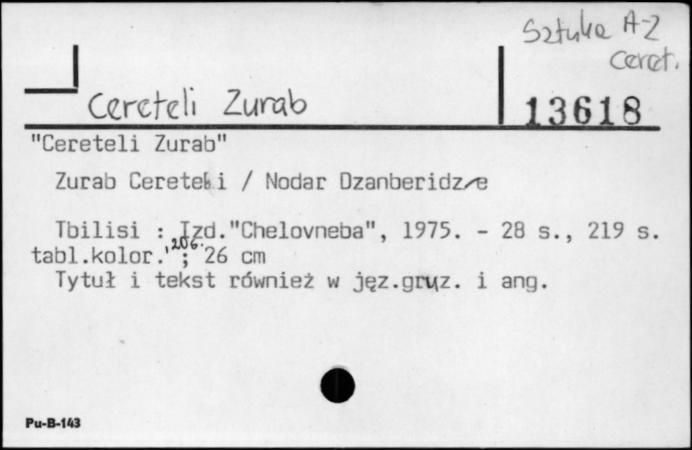 Sztuka A-Z
Ceret.
Cereteli Zurab
13618
"Cereteli Zurab"
Zurab Cereteli / Nodar Dzanberidze
Tbilisi : Izd."Chelovneba", 1975. - 28 s., 219 s.
tabl.kolor.,206. ; 26 cm
Tytuł i tekst również w jęz.gruz. i ang.
Pu-B-143